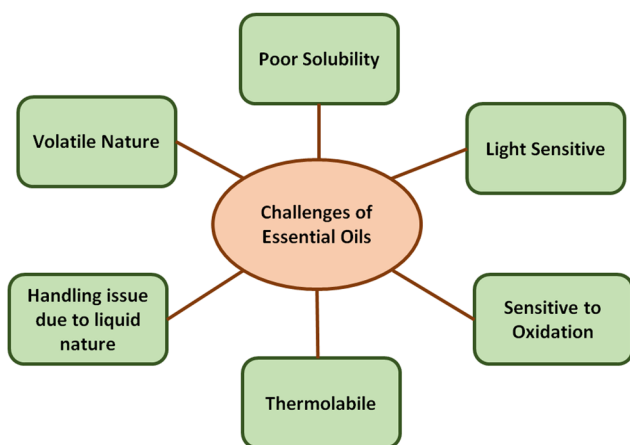 Poor Solubility
Volatile Nature
Light Sensitive
Challenges of
Essential Oils
Handling issue
due to liquid
nature
Sensitive to
Oxidation
Thermolabile